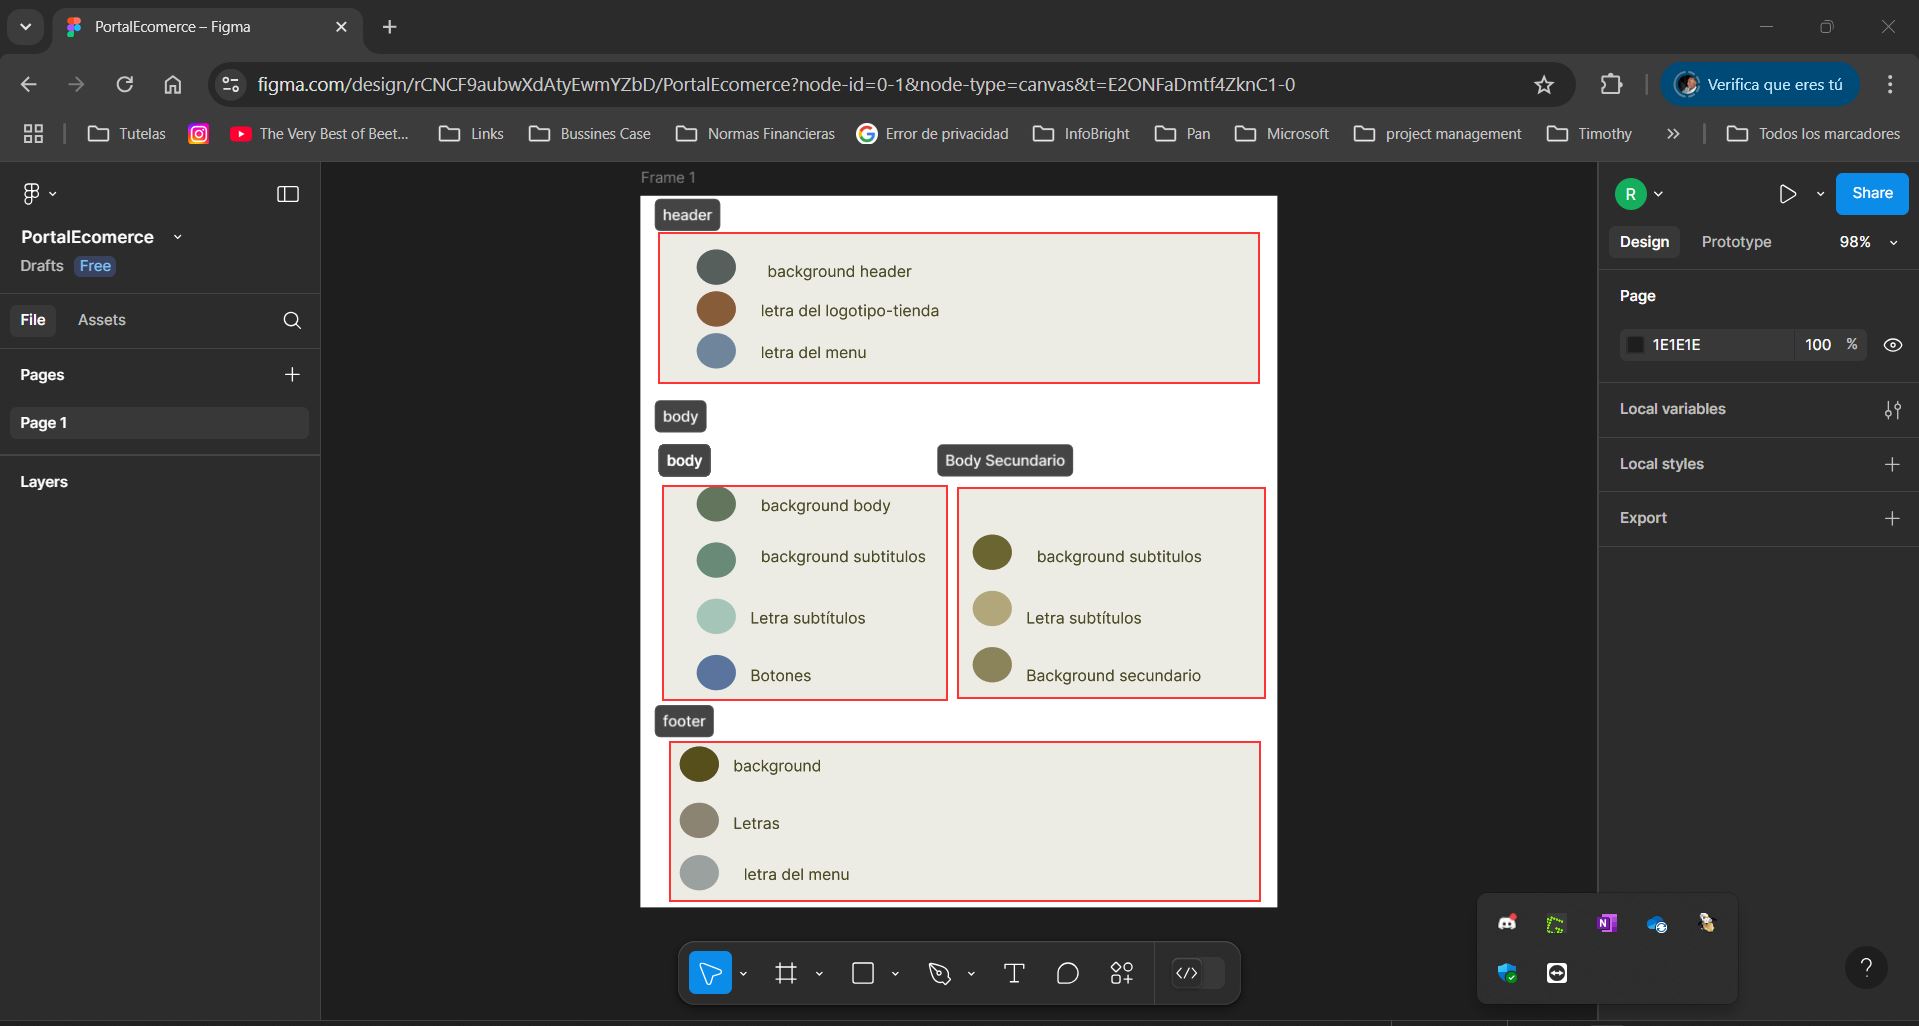 PortalEcomerce – Figma
figma.com/design/rCNCF9aubwXdAtyEwmYZbD/PortalEcomerce?node-id=0-1&node-type=canvas&t=E2ONFaDmtf4ZknC1-0
Verifica que eres tú
Tutelas
The Very Best of Beet...
Links
Bussines Case
Normas Financieras
Error de privacidad
InfoBright
Pan
Microsoft
project management
Timothy
Todos los marcadores
PortalEcomerce
Drafts Free
File Assets
Pages
Page 1
Layers
Frame 1
header
background header
letra del logotipo-tienda
letra del menu
body
body
background body
background subtitulos
Letra subtítulos
Botones
Body Secundario
background subtitulos
Letra subtítulos
Background secundario
footer
background
Letras
letra del menu
R
Share
Design Prototype 98%
Page
1E1E1E 100 %
Local variables
Local styles
Export
N
?